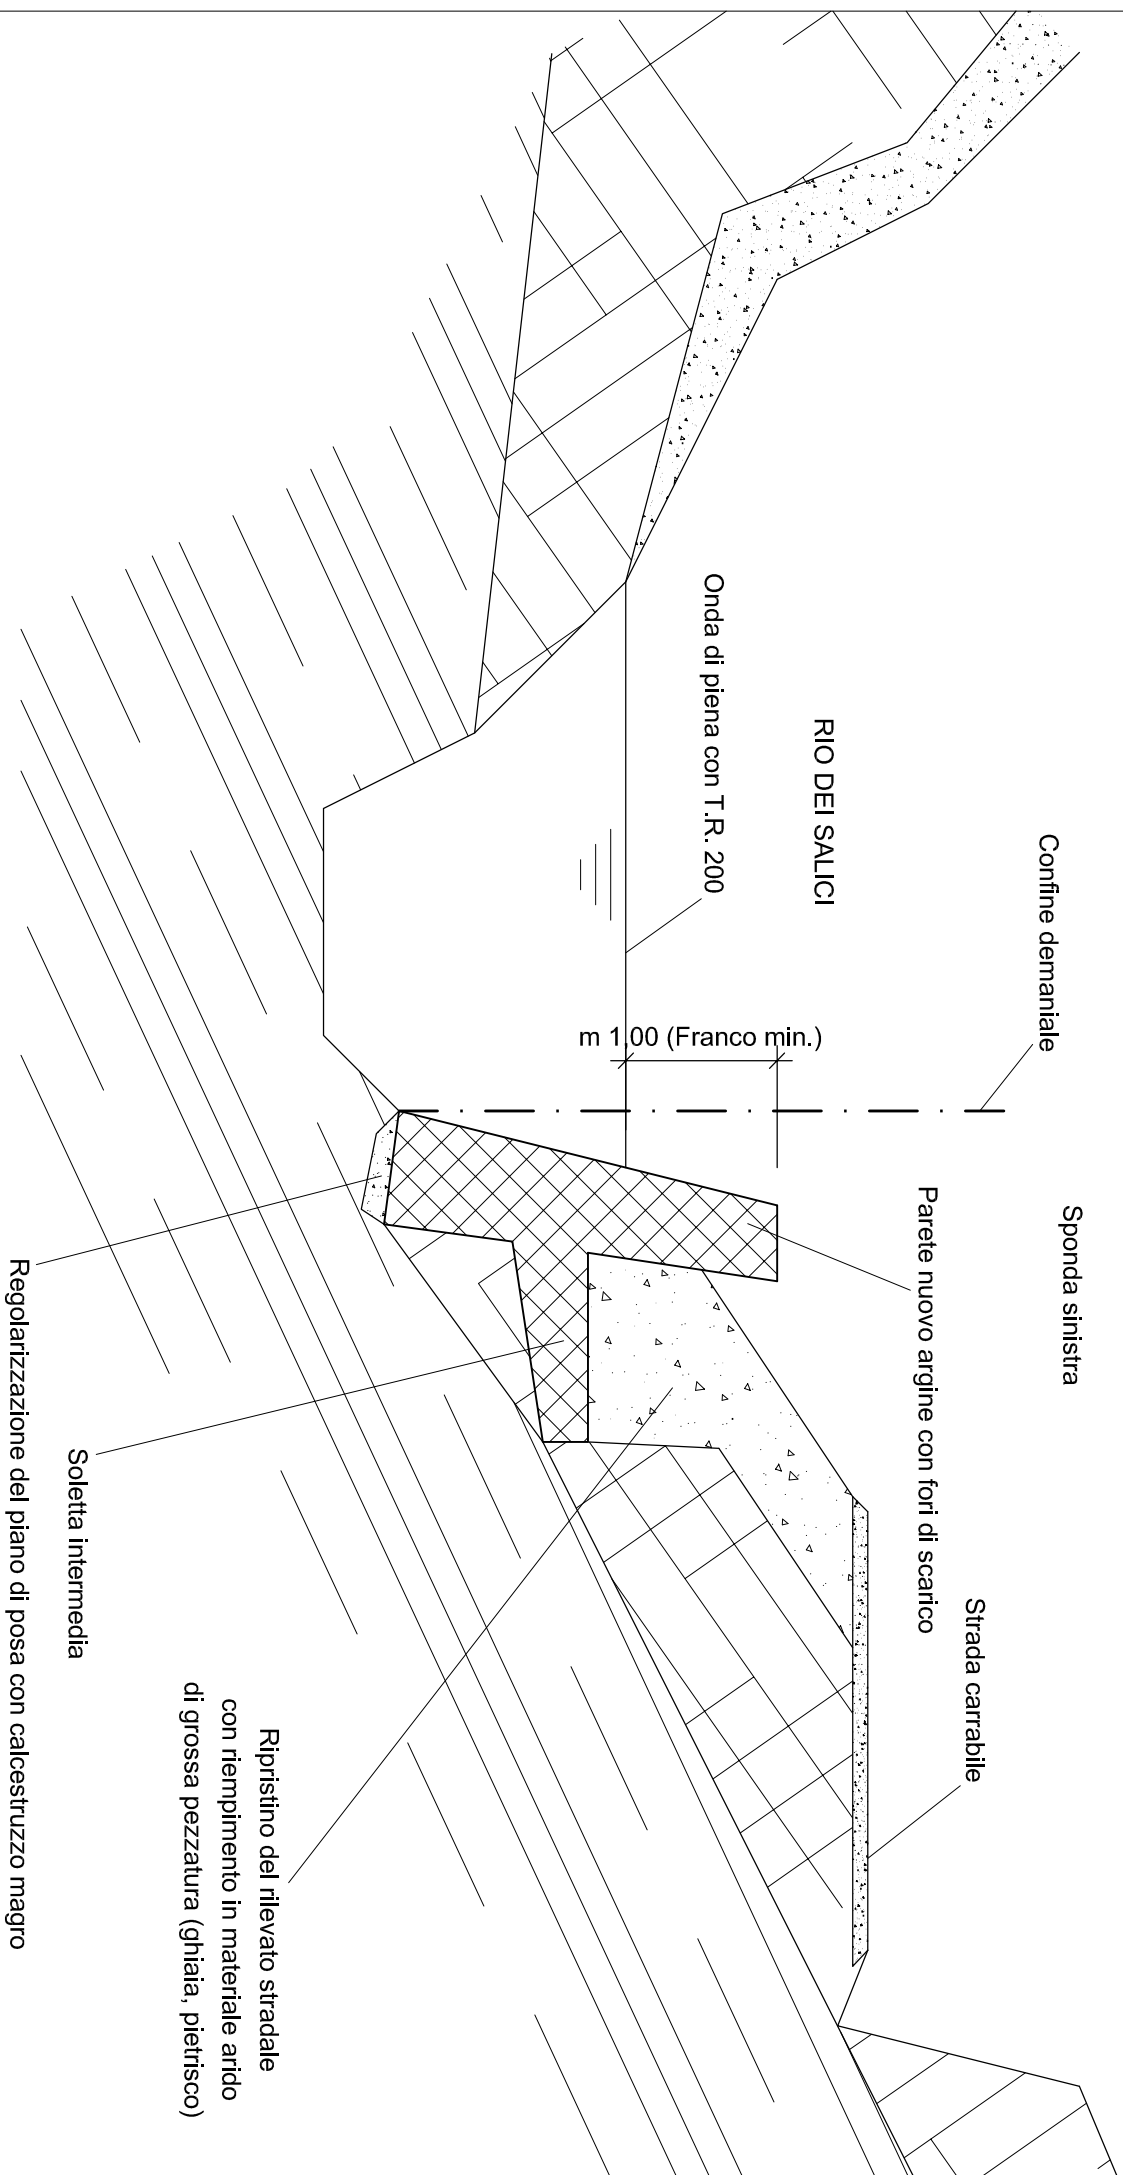 Confine demaniale
Sponda sinistra
RIO DEI SALICI
Onda di piena con T.R. 200
m 1,00 (Franco min.)
Parete nuovo argine con fori di scarico
Strada carrabile
Ripristino del rilevato stradale
con riempimento in materiale arido
di grossa pezzatura (ghiaia, pietrisco)
Soletta intermedia
Regolarizzazione del piano di posa con calcestruzzo magro